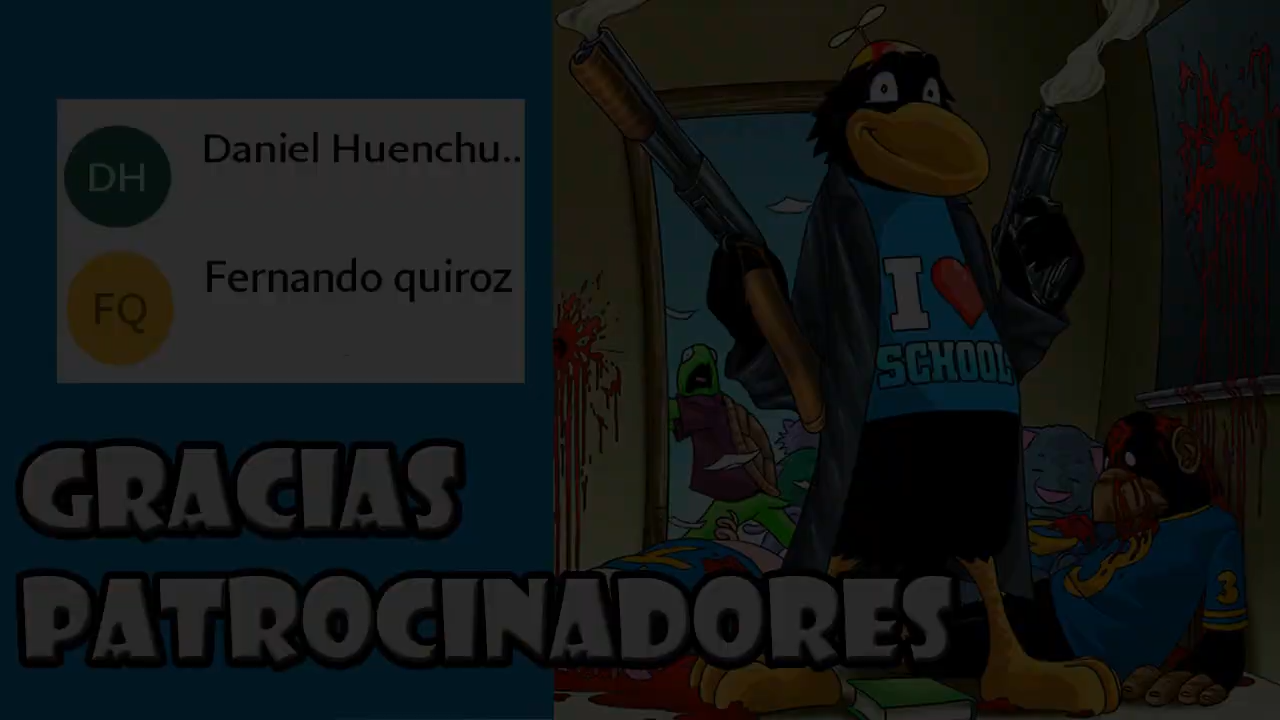 DH
Daniel Huenchu..
FQ
Fernando quiroz
GRACIAS
PATROCINADORES
I
SCHOOL
3